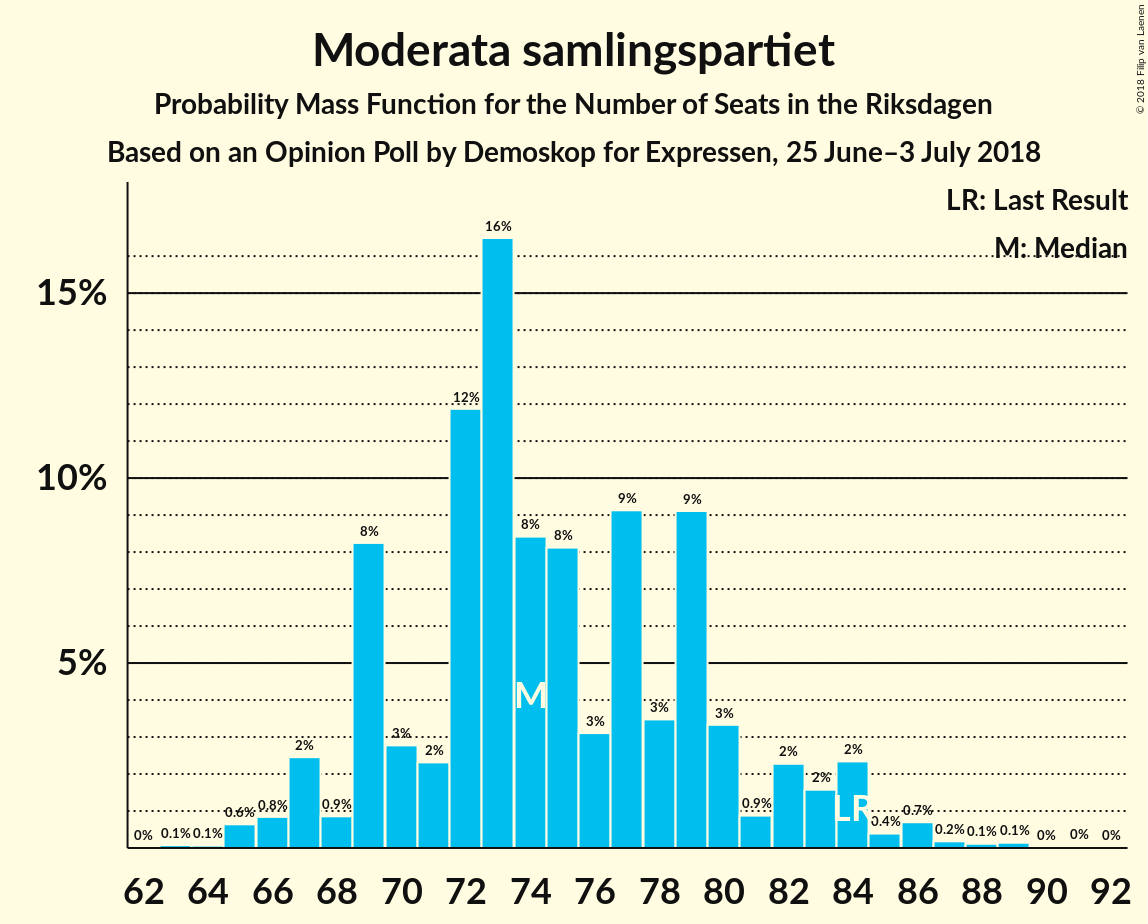 Moderata samlingspartiet
Probability Mass Function for the Number of Seats in the Riksdagen
Based on an Opinion Poll by Demoskop for Expressen, 25 June–3 July 2018
© 2018 Filip van Laenen
LR: Last Result
M: Median
15%
10%
5%
0% 0.1% 0.1% 0.6% 0.8% 2% 0.9% 8% 3% 2% 12% 16% 8% 8% 3% 9% 3% 9% 3% 0.9% 2% 2% 2% 0.4% 0.7% 0.2% 0.1% 0.1% 0% 0% 0%
M
LR
62 64 66 68 70 72 74 76 78 80 82 84 86 88 90 92